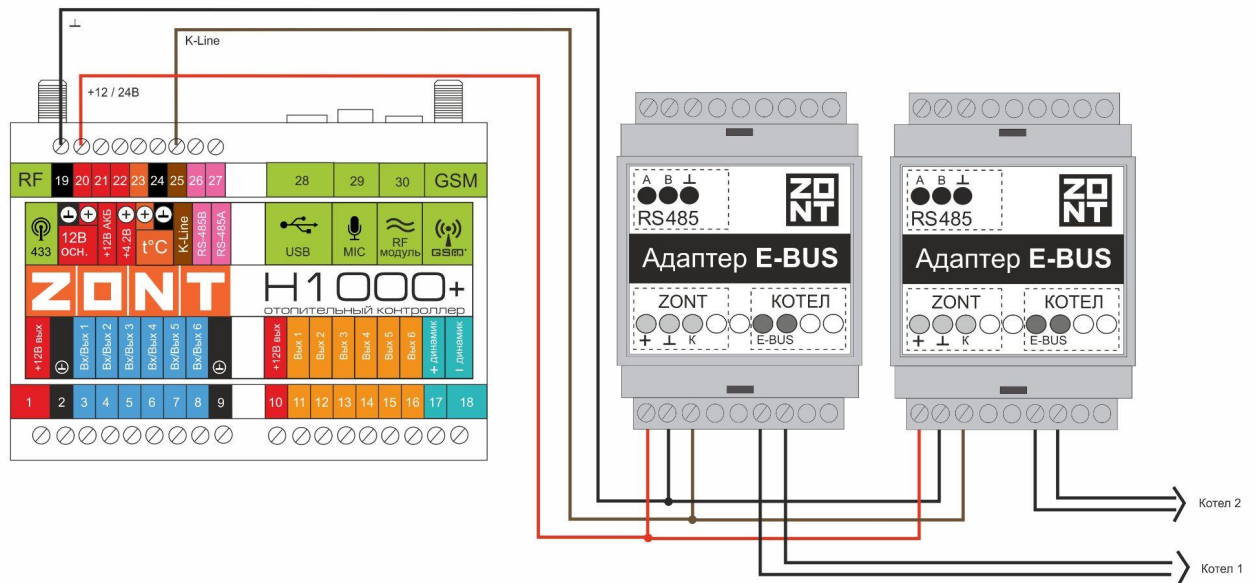 ⊥
K-Line
+12 / 24В
RF 19 20 21 22 23 24 25 26 27 28 29 30 GSM
433
12В осн.
+12В АКБ
+4.2В
t°C
K-Line
RS-485B
RS-485A
USB
MIC
RF модуль
GSM
ZONT
H1000+
отопительный контроллер
+12В вых
Вх/Вых 1
Вх/Вых 2
Вх/Вых 3
Вх/Вых 4
Вх/Вых 5
Вх/Вых 6
+12В вых
Вых 1
Вых 2
Вых 3
Вых 4
Вых 5
Вых 6
+ динамик
– динамик
1 2 3 4 5 6 7 8 9 10 11 12 13 14 15 16 17 18
A B ⊥
RS485
ZONT
Адаптер E-BUS
ZONT КОТЕЛ
+ ⊥ К E-BUS
A B ⊥
RS485
ZONT
Адаптер E-BUS
ZONT КОТЕЛ
+ ⊥ К E-BUS
Котел 2
Котел 1